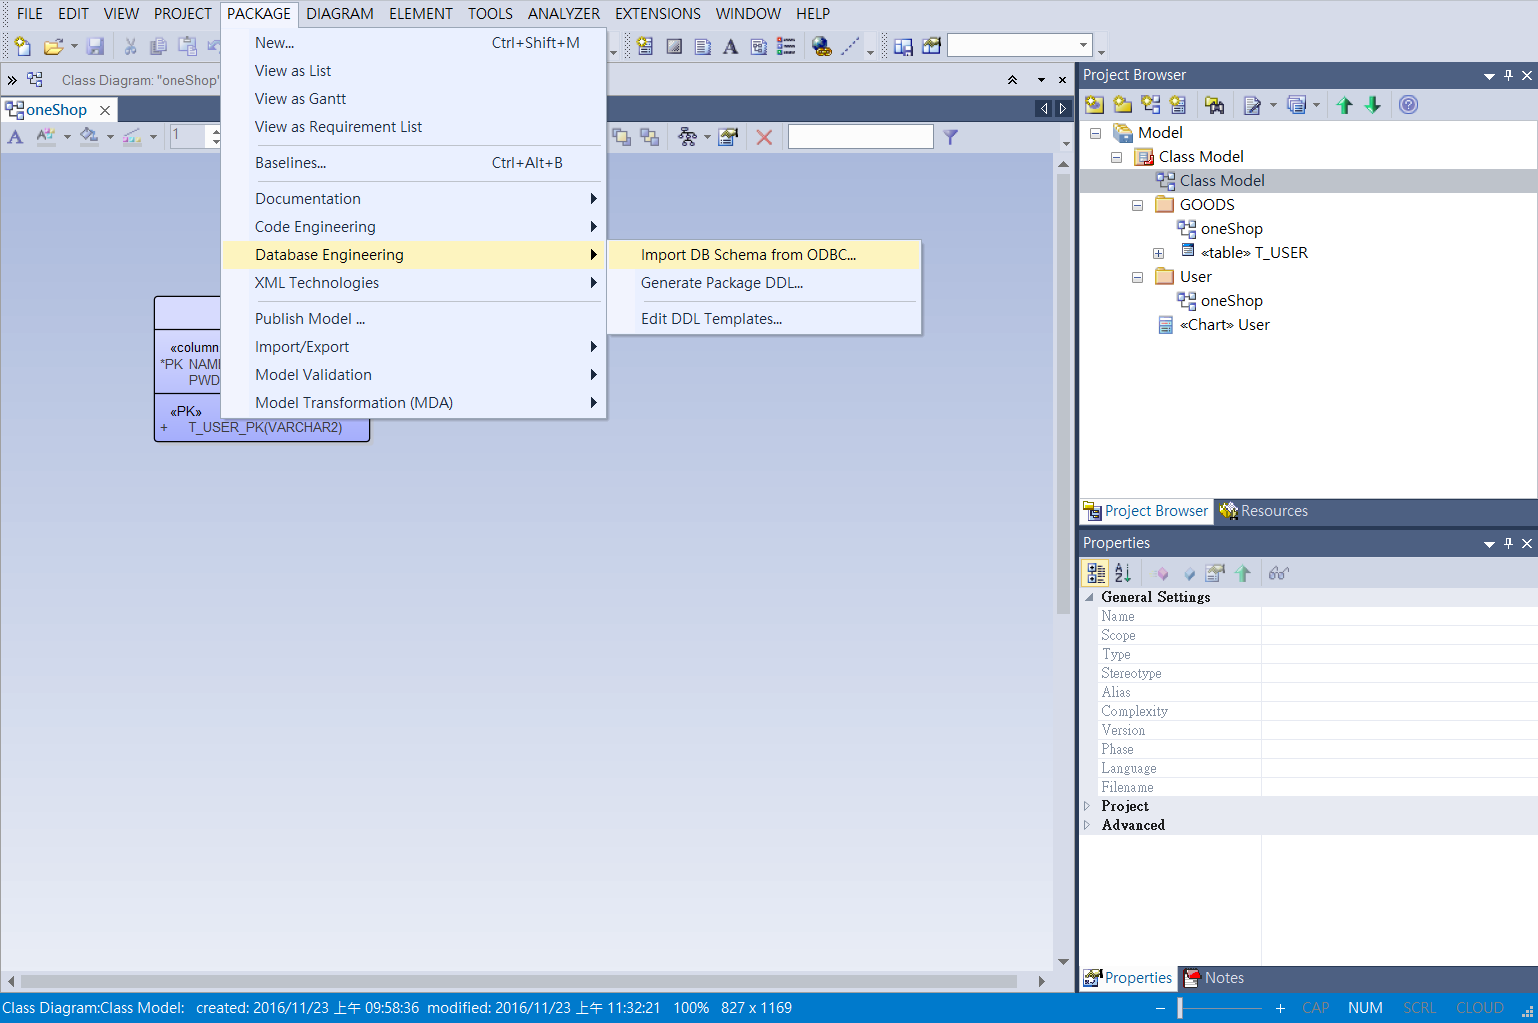 FILE EDIT VIEW PROJECT PACKAGE DIAGRAM ELEMENT TOOLS ANALYZER EXTENSIONS WINDOW HELP
Class Diagram: "oneShop"
oneShop
1
New... Ctrl+Shift+M
View as List
View as Gantt
View as Requirement List
Baselines... Ctrl+Alt+B
Documentation
Code Engineering
Database Engineering
XML Technologies
Publish Model ...
Import/Export
Model Validation
Model Transformation (MDA)
Import DB Schema from ODBC...
Generate Package DDL...
Edit DDL Templates...
«column
*PK NAM
PWD
«PK»
+ T_USER_PK(VARCHAR2)
Project Browser
Model
Class Model
Class Model
GOODS
oneShop
«table» T_USER
User
oneShop
«Chart» User
Project Browser Resources
Properties
General Settings
Name
Scope
Type
Stereotype
Alias
Complexity
Version
Phase
Language
Filename
Project
Advanced
Properties Notes
Class Diagram:Class Model: created: 2016/11/23 上午 09:58:36 modified: 2016/11/23 上午 11:32:21 100% 827 x 1169 CAP NUM SCRL CLOUD